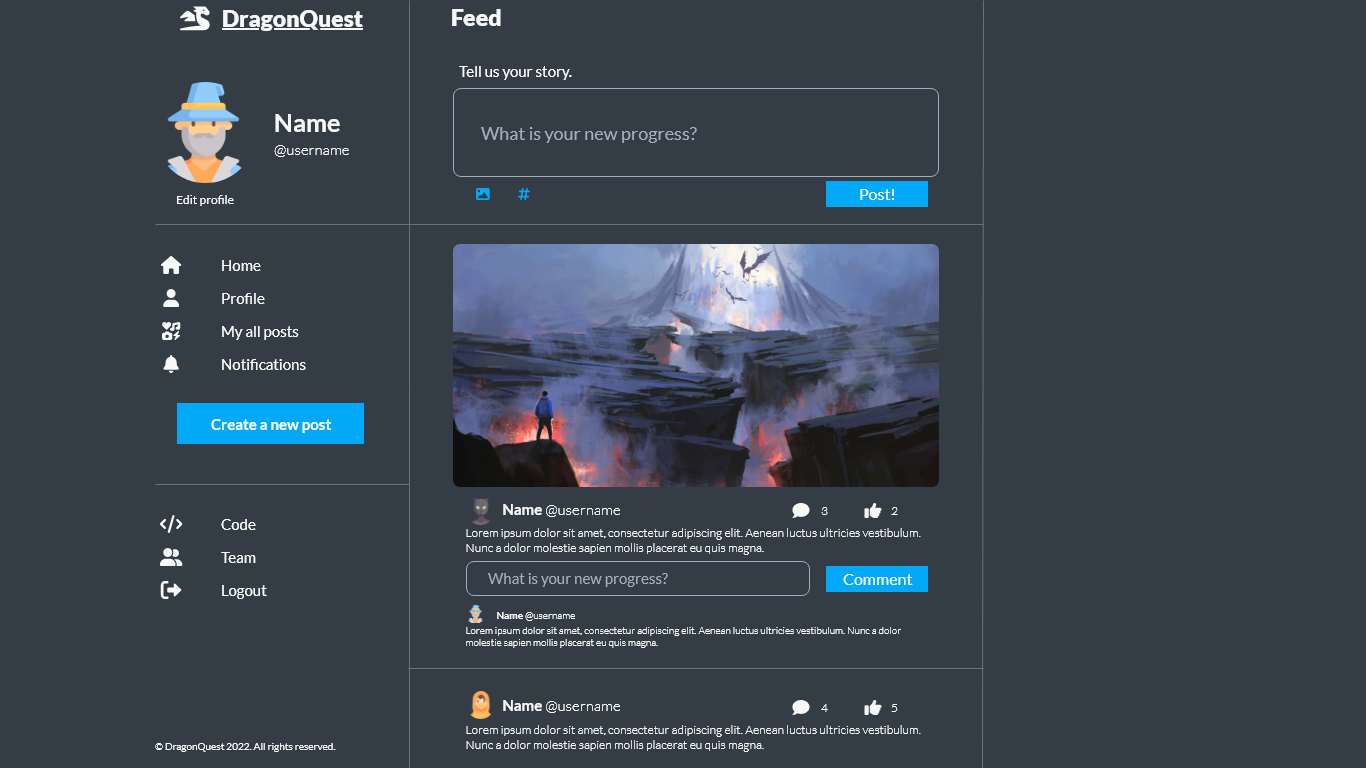 DragonQuest
Name
@username
Edit profile
Home
Profile
My all posts
Notifications
Create a new post
Code
Team
Logout
© DragonQuest 2022. All rights reserved.
Feed
Tell us your story.
What is your new progress?
#
Post!
Name @username
3
2
Lorem ipsum dolor sit amet, consectetur adipiscing elit. Aenean luctus ultricies vestibulum.
Nunc a dolor molestie sapien mollis placerat eu quis magna.
What is your new progress?
Comment
Name @username
Lorem ipsum dolor sit amet, consectetur adipiscing elit. Aenean luctus ultricies vestibulum. Nunc a dolor
molestie sapien mollis placerat eu quis magna.
Name @username
4
5
Lorem ipsum dolor sit amet, consectetur adipiscing elit. Aenean luctus ultricies vestibulum.
Nunc a dolor molestie sapien mollis placerat eu quis magna.